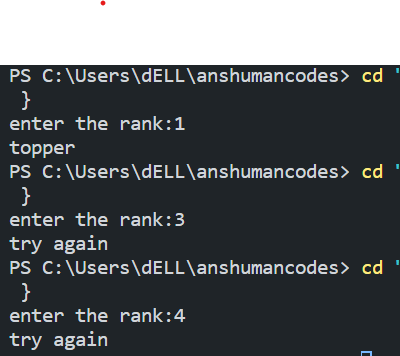 PS C:\Users\dELL\anshumancodes> cd '
}
enter the rank:1
topper
PS C:\Users\dELL\anshumancodes> cd '
}
enter the rank:3
try again
PS C:\Users\dELL\anshumancodes> cd '
}
enter the rank:4
try again